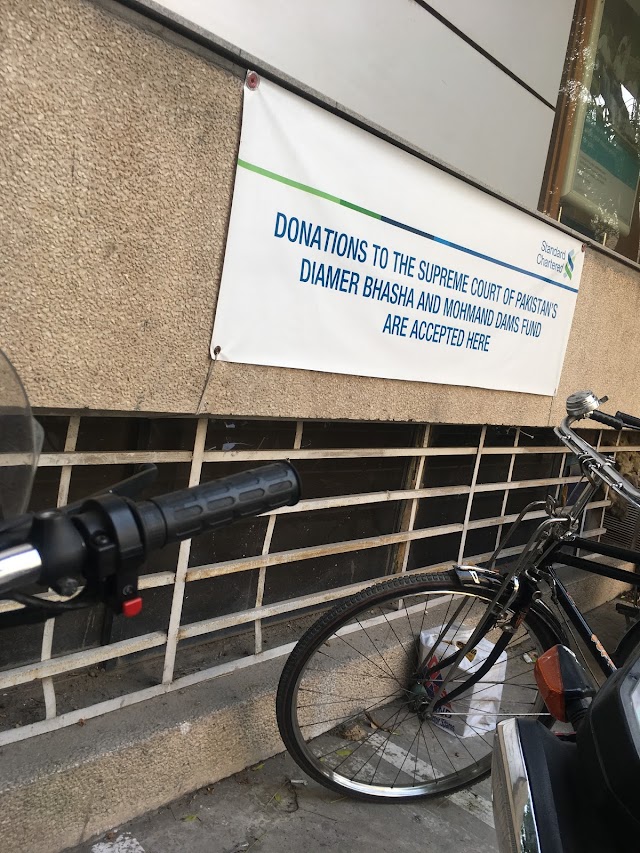 Standard
Chartered
DONATIONS TO THE SUPREME COURT OF PAKISTAN'S
DIAMER BHASHA AND MOHMAND DAMS FUND
ARE ACCEPTED HERE